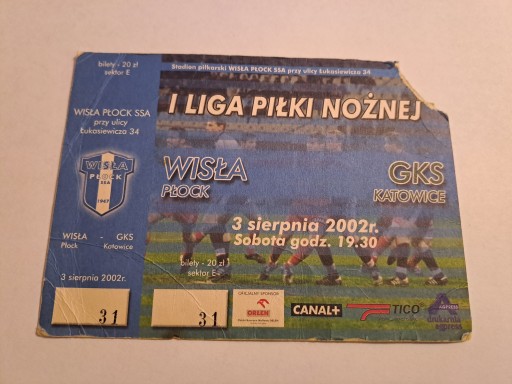 bilety - 20 zł
sektor E
WISŁA PŁOCK SSA
przy ulicy
Łukasiewicza 34
WISŁA
PŁOCK
SSA
1947
WISŁA - GKS
Płock Katowice
3 sierpnia 2002r.
31
Stadion piłkarski WISŁA PŁOCK SSA przy ulicy Łukasiewicza 34
I LIGA PIŁKI NOŻNEJ
WISŁA
PŁOCK
GKS
KATOWICE
3 sierpnia 2002r.
Sobota godz. 19.30
bilety - 20 zł
sektor E
31
ORLEN
CANAL+
TICO